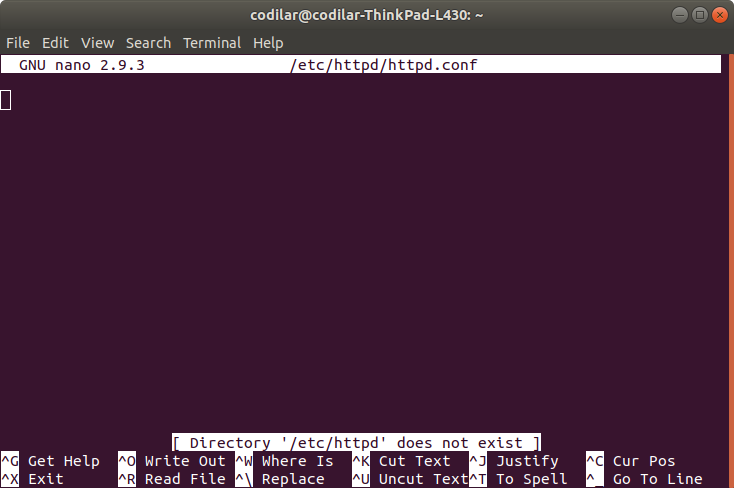 codilar@codilar-ThinkPad-L430: ~
File Edit View Search Terminal Help
GNU nano 2.9.3 /etc/httpd/httpd.conf
[ Directory '/etc/httpd' does not exist ]
^G Get Help ^O Write Out ^W Where Is ^K Cut Text ^J Justify ^C Cur Pos
^X Exit ^R Read File ^\ Replace ^U Uncut Text ^T To Spell ^_ Go To Line